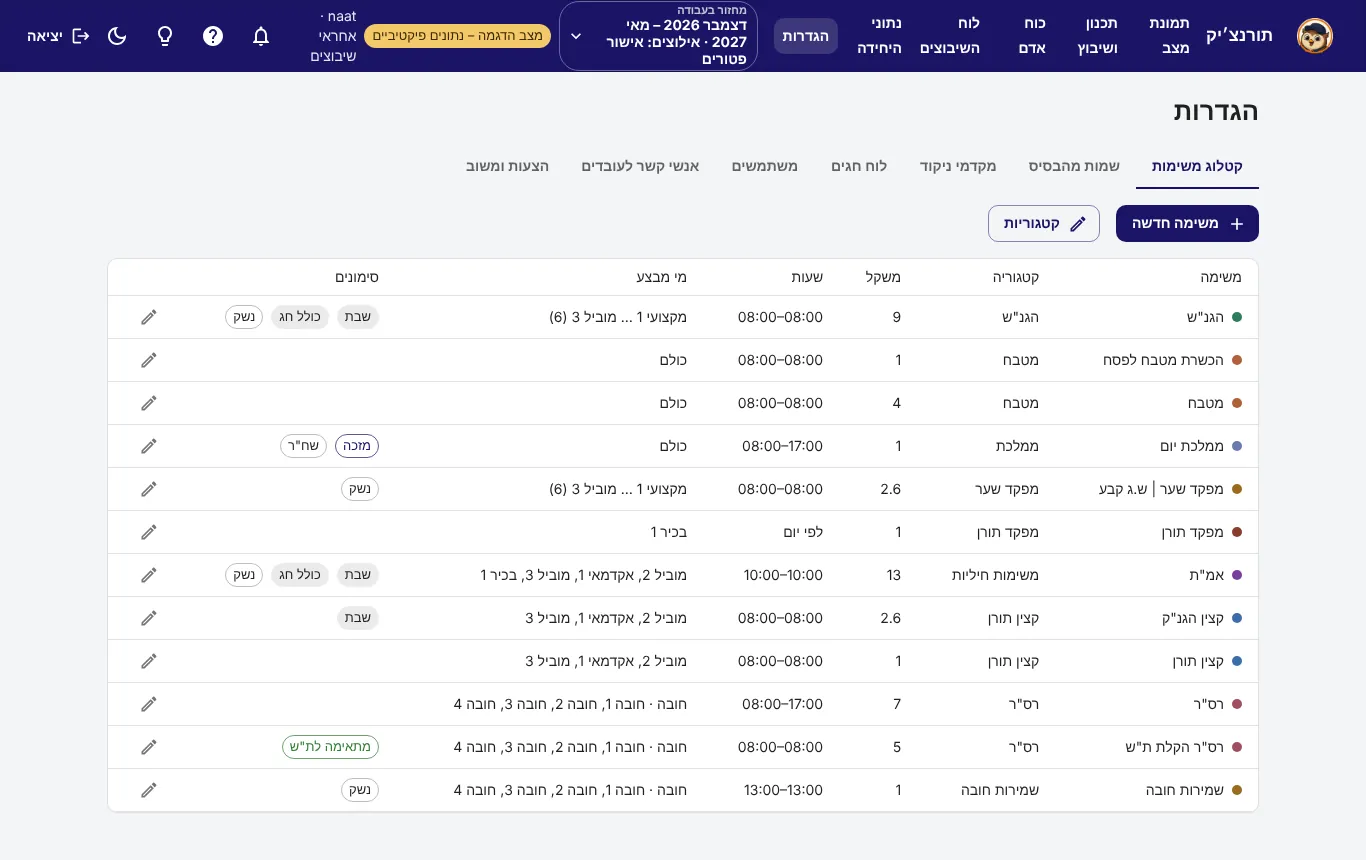 תורנצ׳יק
תמונת מצב
תכנון ושיבוץ
כוח אדם
לוח השיבוצים
נתוני היחידה
הגדרות
מחזור בעבודה
דצמבר 2026 – מאי
2027 · אילוצים: אישור
פטורים
מצב הדגמה – נתונים פיקטיביים
naat ·
אחראי
שיבוצים
יציאה
הגדרות
קטלוג משימות
שמות מהבסיס
מקדמי ניקוד
לוח חגים
משתמשים
אנשי קשר לעובדים
הצעות ומשוב
משימה חדשה
קטגוריות
משימה קטגוריה משקל שעות מי מבצע סימונים
הגנ"ש הגנ"ש 9 08:00–08:00 מקצועי 1 ... מוביל 3 (6) שבת כולל חג נשק
הכשרת מטבח לפסח מטבח 1 08:00–08:00 כולם
מטבח מטבח 4 08:00–08:00 כולם
ממלכת יום ממלכת 1 08:00–17:00 כולם מזכה שח"ר
מפקד שער | ש.ג קבע מפקד שער 2.6 08:00–08:00 מקצועי 1 ... מוביל 3 (6) נשק
מפקד תורן מפקד תורן 1 לפי יום בכיר 1
אמ"ת משימות חיליות 13 10:00–10:00 מוביל 2, אקדמאי 1, מוביל 3, בכיר 1 שבת כולל חג נשק
קצין הגנ"ק קצין תורן 2.6 08:00–08:00 מוביל 2, אקדמאי 1, מוביל 3 שבת
קצין תורן קצין תורן 1 08:00–08:00 מוביל 2, אקדמאי 1, מוביל 3
רס"ר רס"ר 7 08:00–17:00 חובה · חובה 1, חובה 2, חובה 3, חובה 4
רס"ר הקלת ת"ש רס"ר 5 08:00–08:00 חובה · חובה 1, חובה 2, חובה 3, חובה 4 מתאימה לת"ש
שמירות חובה שמירות חובה 1 13:00–13:00 חובה · חובה 1, חובה 2, חובה 3, חובה 4 נשק